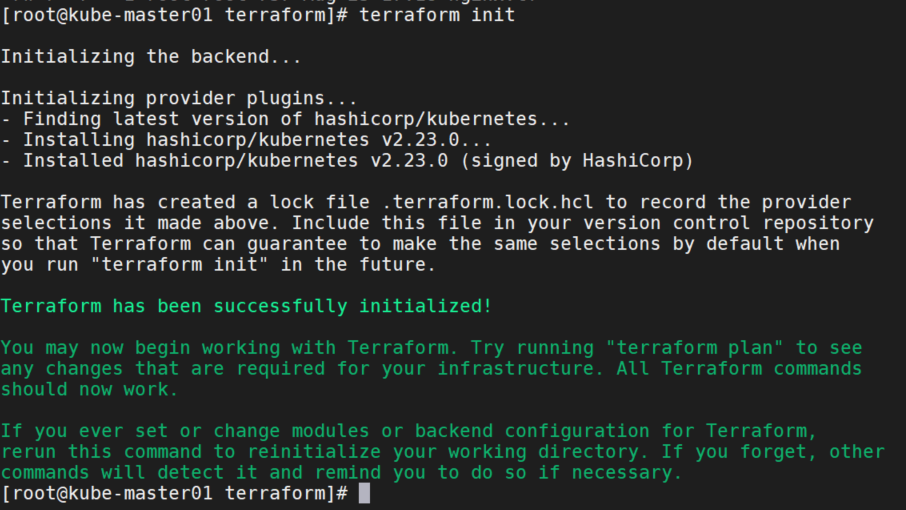 [root@kube-master01 terraform]# terraform init
Initializing the backend...
Initializing provider plugins...
- Finding latest version of hashicorp/kubernetes...
- Installing hashicorp/kubernetes v2.23.0...
- Installed hashicorp/kubernetes v2.23.0 (signed by HashiCorp)
Terraform has created a lock file .terraform.lock.hcl to record the provider
selections it made above. Include this file in your version control repository
so that Terraform can guarantee to make the same selections by default when
you run "terraform init" in the future.
Terraform has been successfully initialized!
You may now begin working with Terraform. Try running "terraform plan" to see
any changes that are required for your infrastructure. All Terraform commands
should now work.
If you ever set or change modules or backend configuration for Terraform,
rerun this command to reinitialize your working directory. If you forget, other
commands will detect it and remind you to do so if necessary.
[root@kube-master01 terraform]#